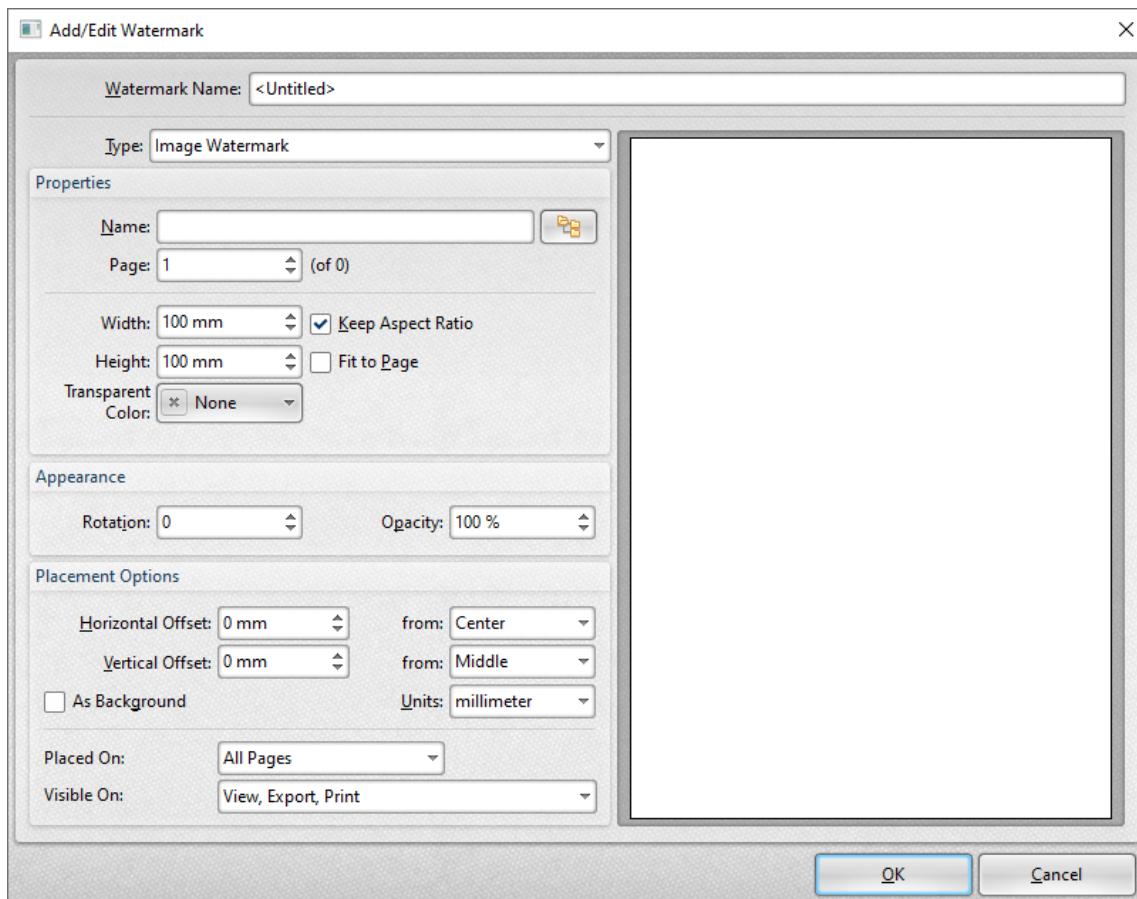 Add/Edit Watermark
Watermark Name: <Untitled>
Type: Image Watermark
Properties
Name:
Page: 1 (of 0)
Width: 100 mm Keep Aspect Ratio
Height: 100 mm Fit to Page
Transparent
Color: None
Appearance
Rotation: 0 Opacity: 100 %
Placement Options
Horizontal Offset: 0 mm from: Center
Vertical Offset: 0 mm from: Middle
As Background Units: millimeter
Placed On: All Pages
Visible On: View, Export, Print
OK Cancel